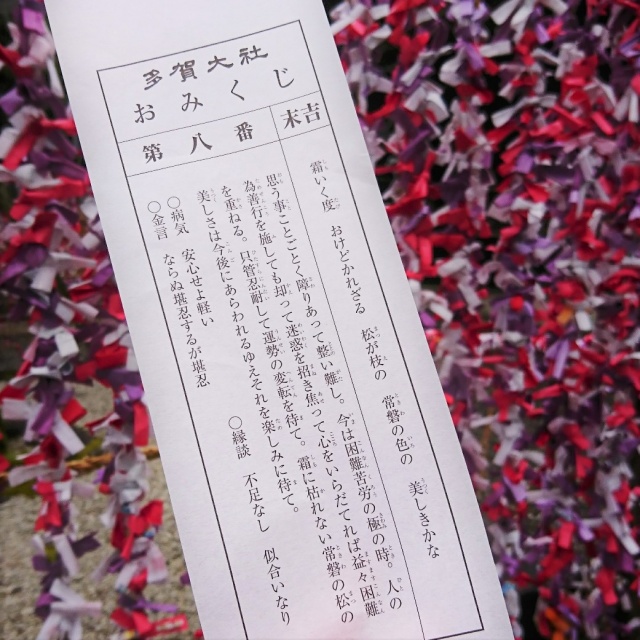 多賀大社
おみくじ
第八番 末吉
霜いく度 おけどかれざる 松が枝の 常磐の色の 美しきかな
思う事ことごとく障りあって整い難し。今は困難苦労の極の時。人の
為善行を施しても却って迷惑を招き焦って心をいらだてれば益々困難
を重ねる。只管忍耐して運勢の変転を待て。霜に枯れない常磐の松の
美しさは今後にあらわれるゆえそれを楽しみに待て。
○病気 安心せよ軽い ○縁談 不足なし 似合いなり
○金言 ならぬ堪忍するが堪忍